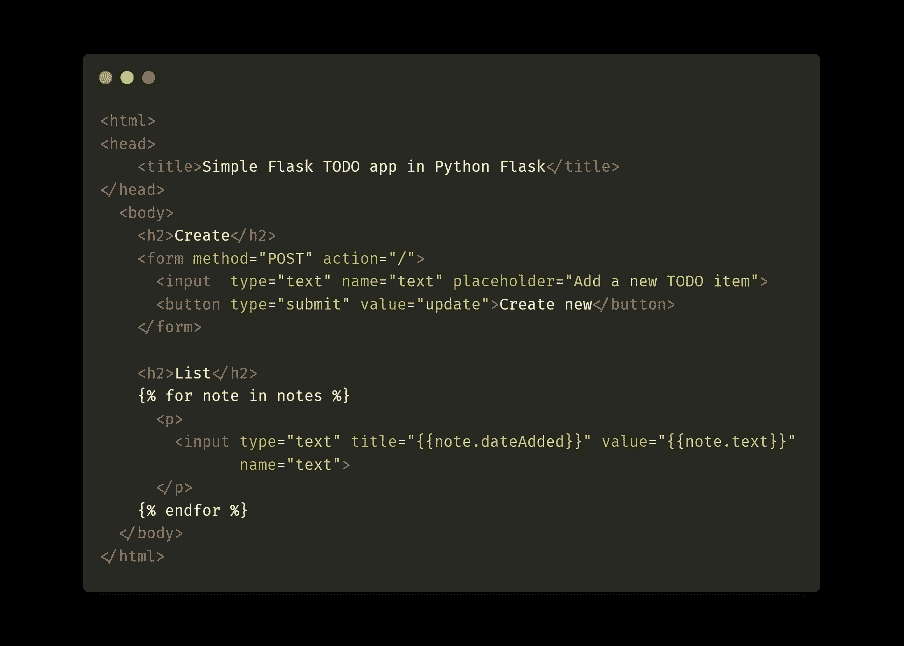 <html>
<head>
    <title>Simple Flask TODO app in Python Flask</title>
</head>
  <body>
    <h2>Create</h2>
    <form method="POST" action="/">
      <input  type="text" name="text" placeholder="Add a new TODO item">
      <button type="submit" value="update">Create new</button>
    </form>

    <h2>List</h2>
    {% for note in notes %}
      <p>
        <input type="text" title="{{note.dateAdded}}" value="{{note.text}}"
               name="text">
      </p>
    {% endfor %}
  </body>
</html>